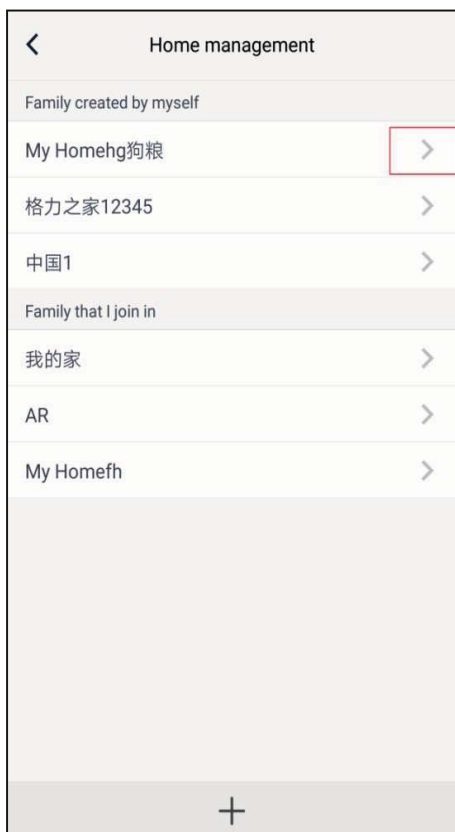 Home management
Family created by myself
My Homehg狗粮
格力之家12345
中国1
Family that I join in
我的家
AR
My Homefh